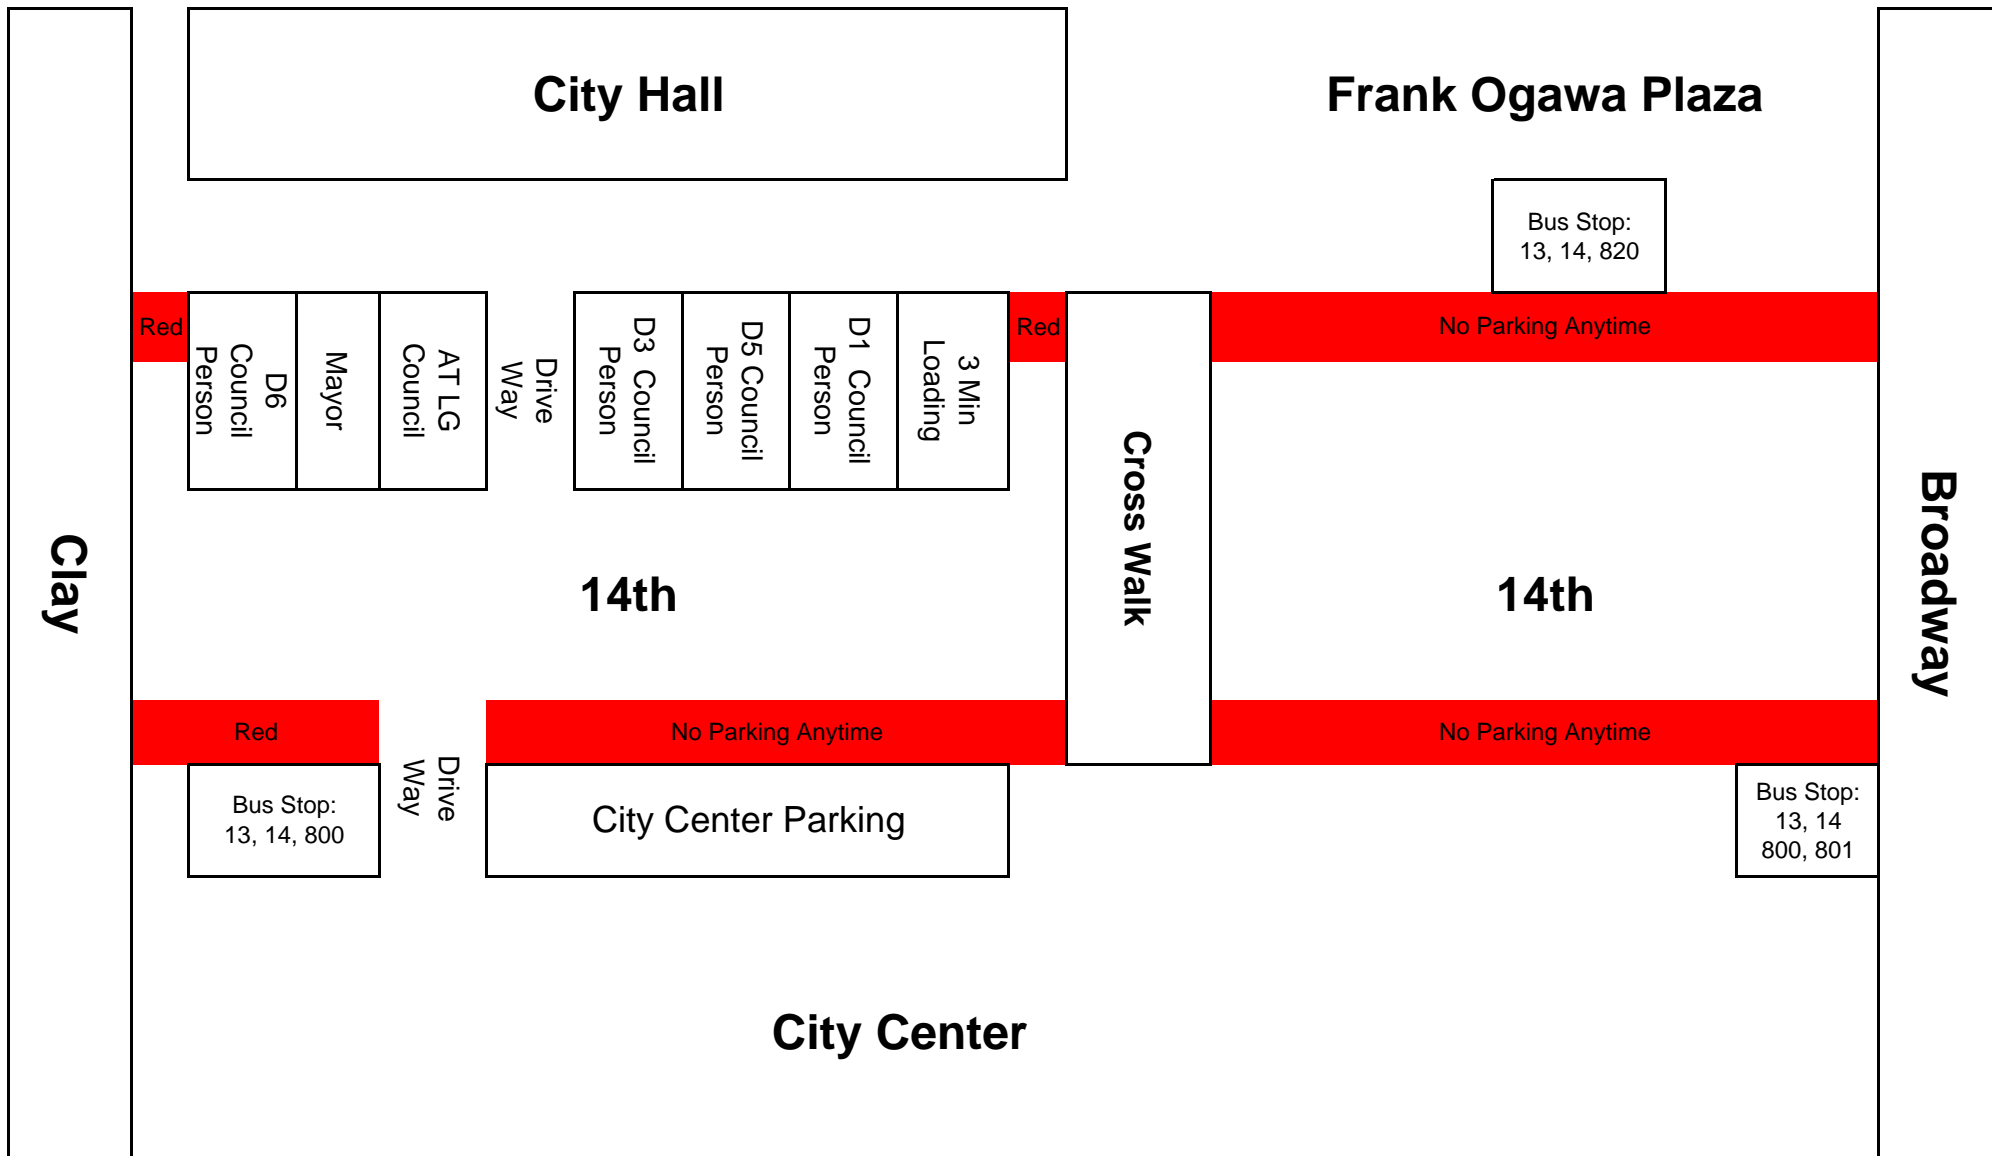 City Hall
Frank Ogawa Plaza
Bus Stop:
13, 14, 820
Red
D6
Council
Person
Mayor
AT LG
Council
Drive
Way
D3 Council
Person
D5 Council
Person
D1 Council
Person
3 Min
Loading
Red
No Parking Anytime
Clay
14th
Cross Walk
14th
Broadway
Red
Drive
Way
No Parking Anytime
No Parking Anytime
Bus Stop:
13, 14, 800
City Center Parking
Bus Stop:
13, 14
800, 801
City Center